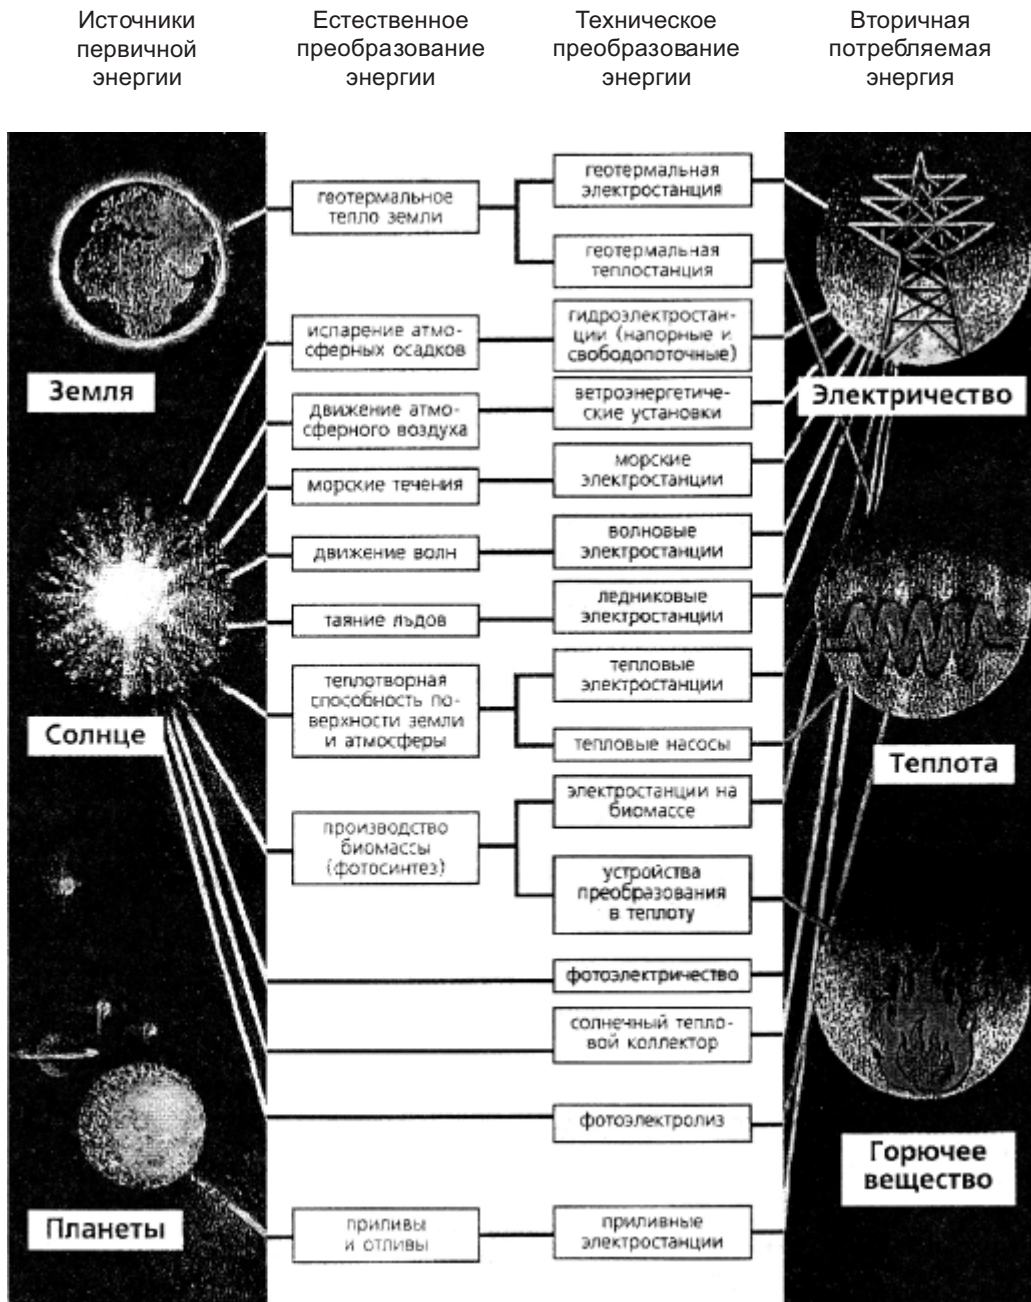 Источники
первичной
энергии
Естественное
преобразование
энергии
Техническое
преобразование
энергии
Вторичная
потребляемая
энергия
Земля
Солнце
Планеты
геотермальное
тепло земли
испарение атмо-
сферных осадков
движение атмо-
сферного воздуха
морские течения
движение волн
таяние льдов
теплотворная
способность по-
верхности земли
и атмосферы
производство
биомассы
(фотосинтез)
приливы
и отливы
геотермальная
электростанция
геотермальная
теплостанция
гидроэлектростан-
ции (напорные и
свободопоточные)
ветроэнергетиче-
ские установки
морские
электростанции
волновые
электростанции
ледниковые
электростанции
тепловые
электростанции
тепловые насосы
электростанции на
биомассе
устройства
преобразования
в теплоту
фотоэлектричество
солнечный тепло-
вой коллектор
фотоэлектролиз
приливные
электростанции
Электричество
Теплота
Горючее
вещество